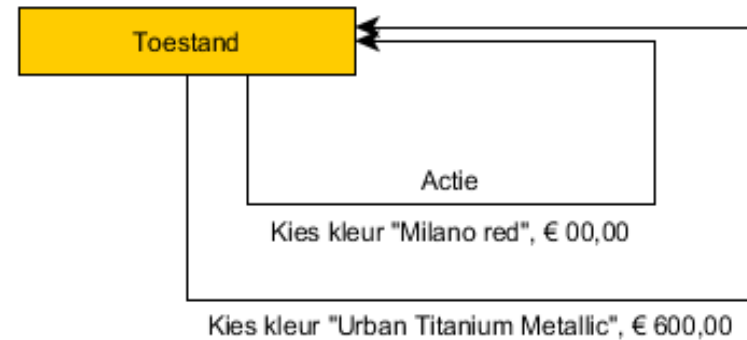 Toestand
Actie
Kies kleur "Milano red", € 00,00
Kies kleur "Urban Titanium Metallic", € 600,00